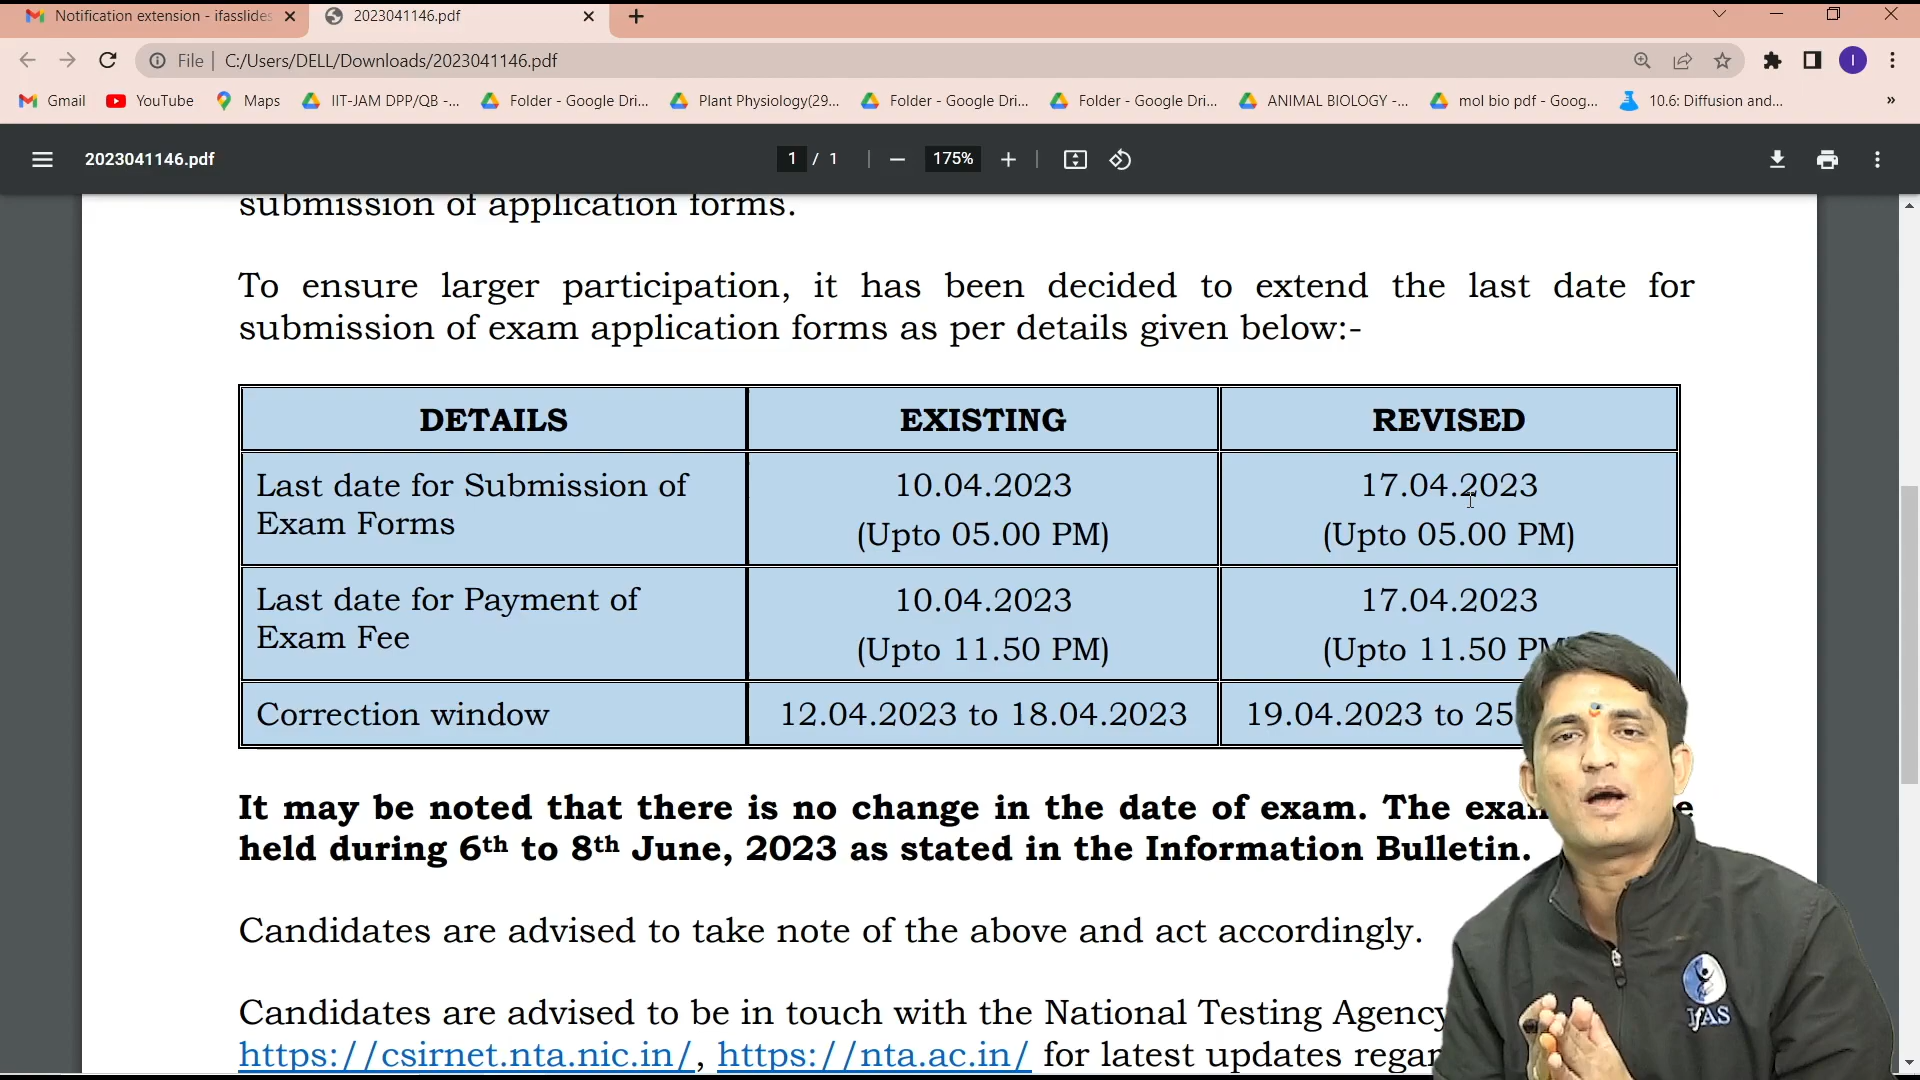 Notification extension - ifasslides
2023041146.pdf
File | C:/Users/DELL/Downloads/2023041146.pdf
I
Gmail
YouTube
Maps
IIT-JAM DPP/QB -...
Folder - Google Dri...
Plant Physiology(29...
Folder - Google Dri...
Folder - Google Dri...
ANIMAL BIOLOGY -...
mol bio pdf - Goog...
10.6: Diffusion and...
»
2023041146.pdf
1 / 1
175%
submission of application forms.
To ensure larger participation, it has been decided to extend the last date for
submission of exam application forms as per details given below:-
DETAILS
EXISTING
REVISED
Last date for Submission of
Exam Forms
10.04.2023
(Upto 05.00 PM)
17.04.2023
(Upto 05.00 PM)
Last date for Payment of
Exam Fee
10.04.2023
(Upto 11.50 PM)
17.04.2023
(Upto 11.50 PM
Correction window
12.04.2023 to 18.04.2023
19.04.2023 to 25
It may be noted that there is no change in the date of exam. The exam
held during 6th to 8th June, 2023 as stated in the Information Bulletin.
Candidates are advised to take note of the above and act accordingly.
Candidates are advised to be in touch with the National Testing Agency
https://csirnet.nta.nic.in/, https://nta.ac.in/ for latest updates regar
IFAS